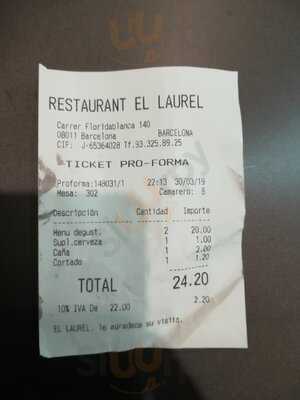 RESTAURANT EL LAUREL
Carrer Floridablanca 140
08011 Barcelona BARCELONA
CIF: J-65364028 Tf.93.325.89.25
TICKET PRO-FORMA
Proforma:148031/1 22:13 30/03/19
Mesa: 302 Camarero: 8
Descripción Cantidad Importe
Menu degust. 2 20.00
Supl.cerveza 1 1.00
Caña 1 2.00
Cortado 1 1.20
TOTAL 24.20
10% IVA De 22.00 2.20
EL LAUREL, le agradece su visita.